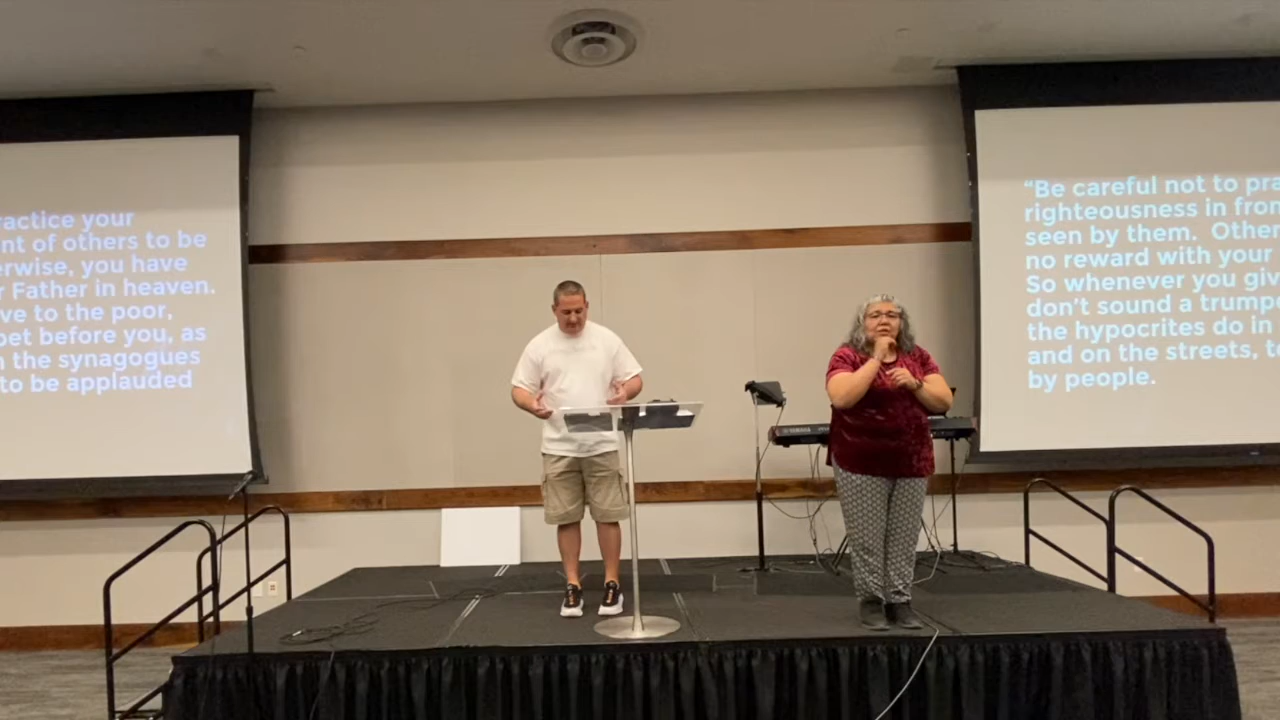 ractice your
nt of others to be
erwise, you have
r Father in heaven.
ve to the poor,
pet before you, as
n the synagogues
to be applauded
“Be careful not to pra
righteousness in fron
seen by them. Other
no reward with your
So whenever you giv
don’t sound a trump
the hypocrites do in
and on the streets, to
by people.
YAMAHA